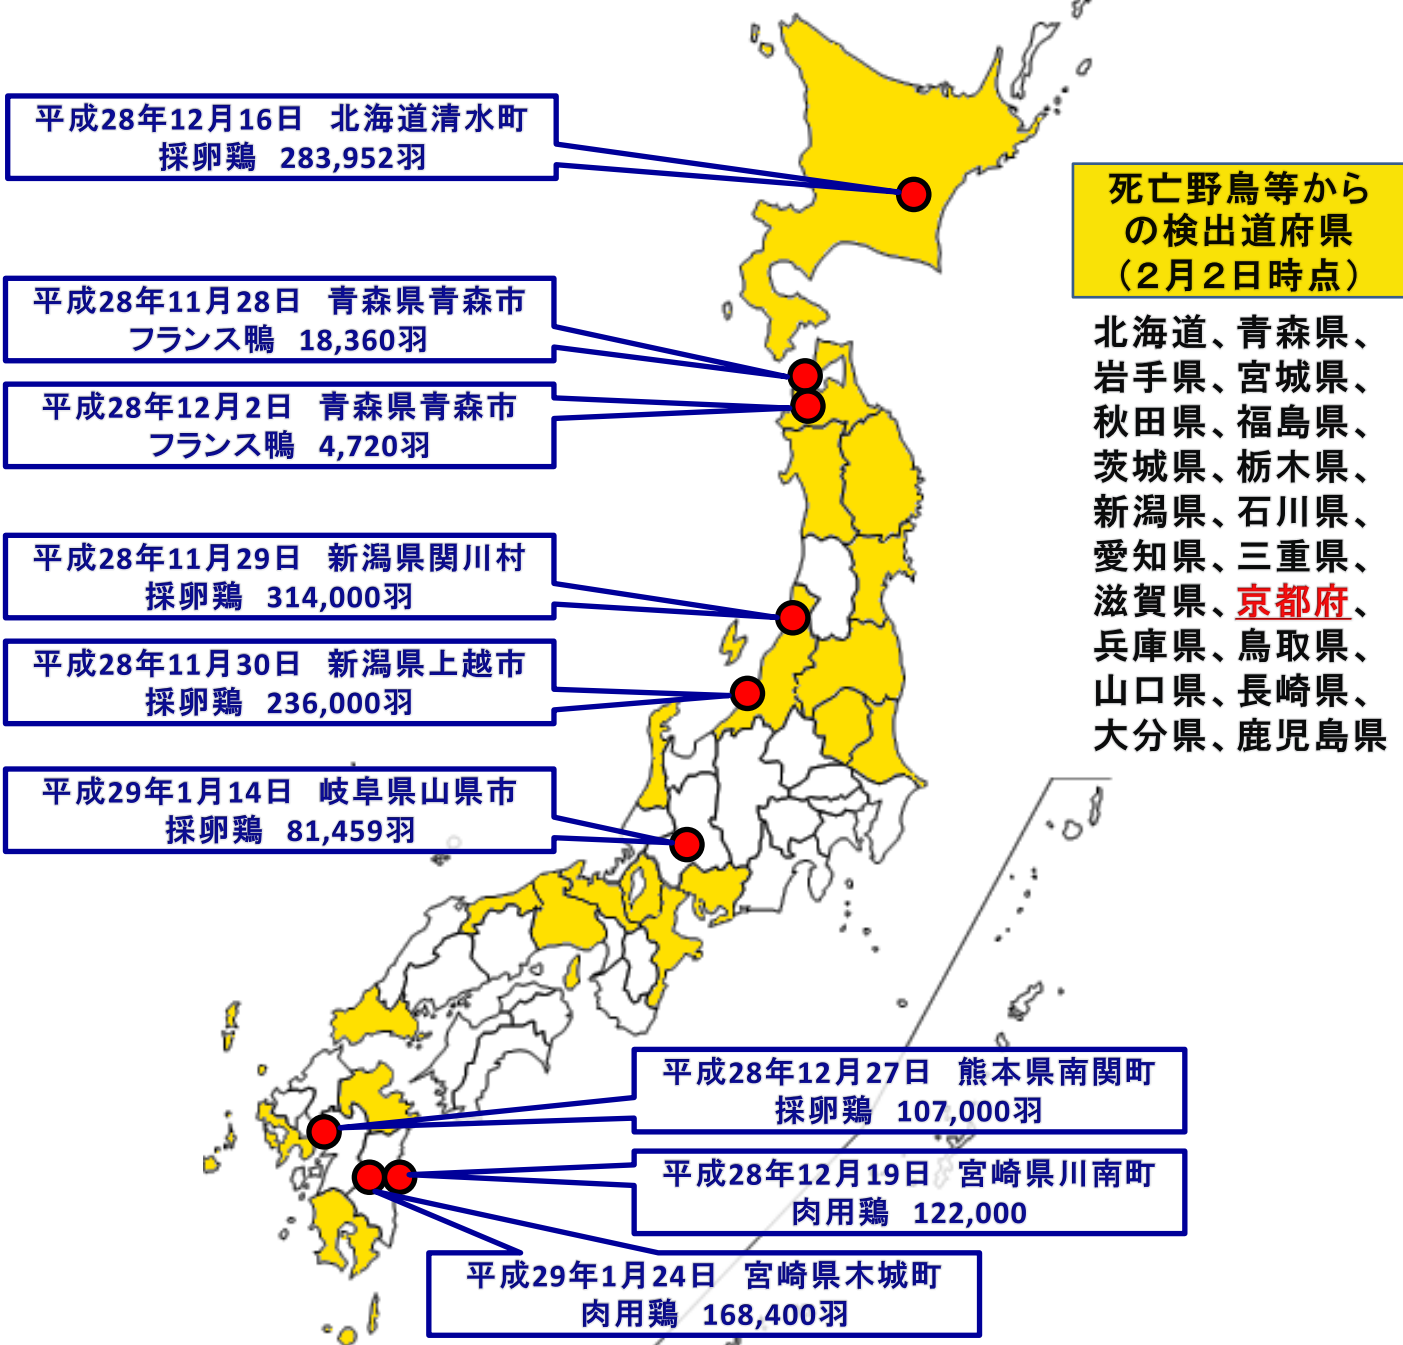 平成28年12月16日 北海道清水町
採卵鶏 283,952羽
平成28年11月28日 青森県青森市
フランス鴨 18,360羽
平成28年12月2日 青森県青森市
フランス鴨 4,720羽
平成28年11月29日 新潟県関川村
採卵鶏 314,000羽
平成28年11月30日 新潟県上越市
採卵鶏 236,000羽
平成29年1月14日 岐阜県山県市
採卵鶏 81,459羽
死亡野鳥等から
の検出道府県
（２月２日時点）
北海道、青森県、
岩手県、宮城県、
秋田県、福島県、
茨城県、栃木県、
新潟県、石川県、
愛知県、三重県、
滋賀県、京都府、
兵庫県、鳥取県、
山口県、長崎県、
大分県、鹿児島県
平成28年12月27日 熊本県南関町
採卵鶏 107,000羽
平成28年12月19日 宮崎県川南町
肉用鶏 122,000
平成29年1月24日 宮崎県木城町
肉用鶏 168,400羽